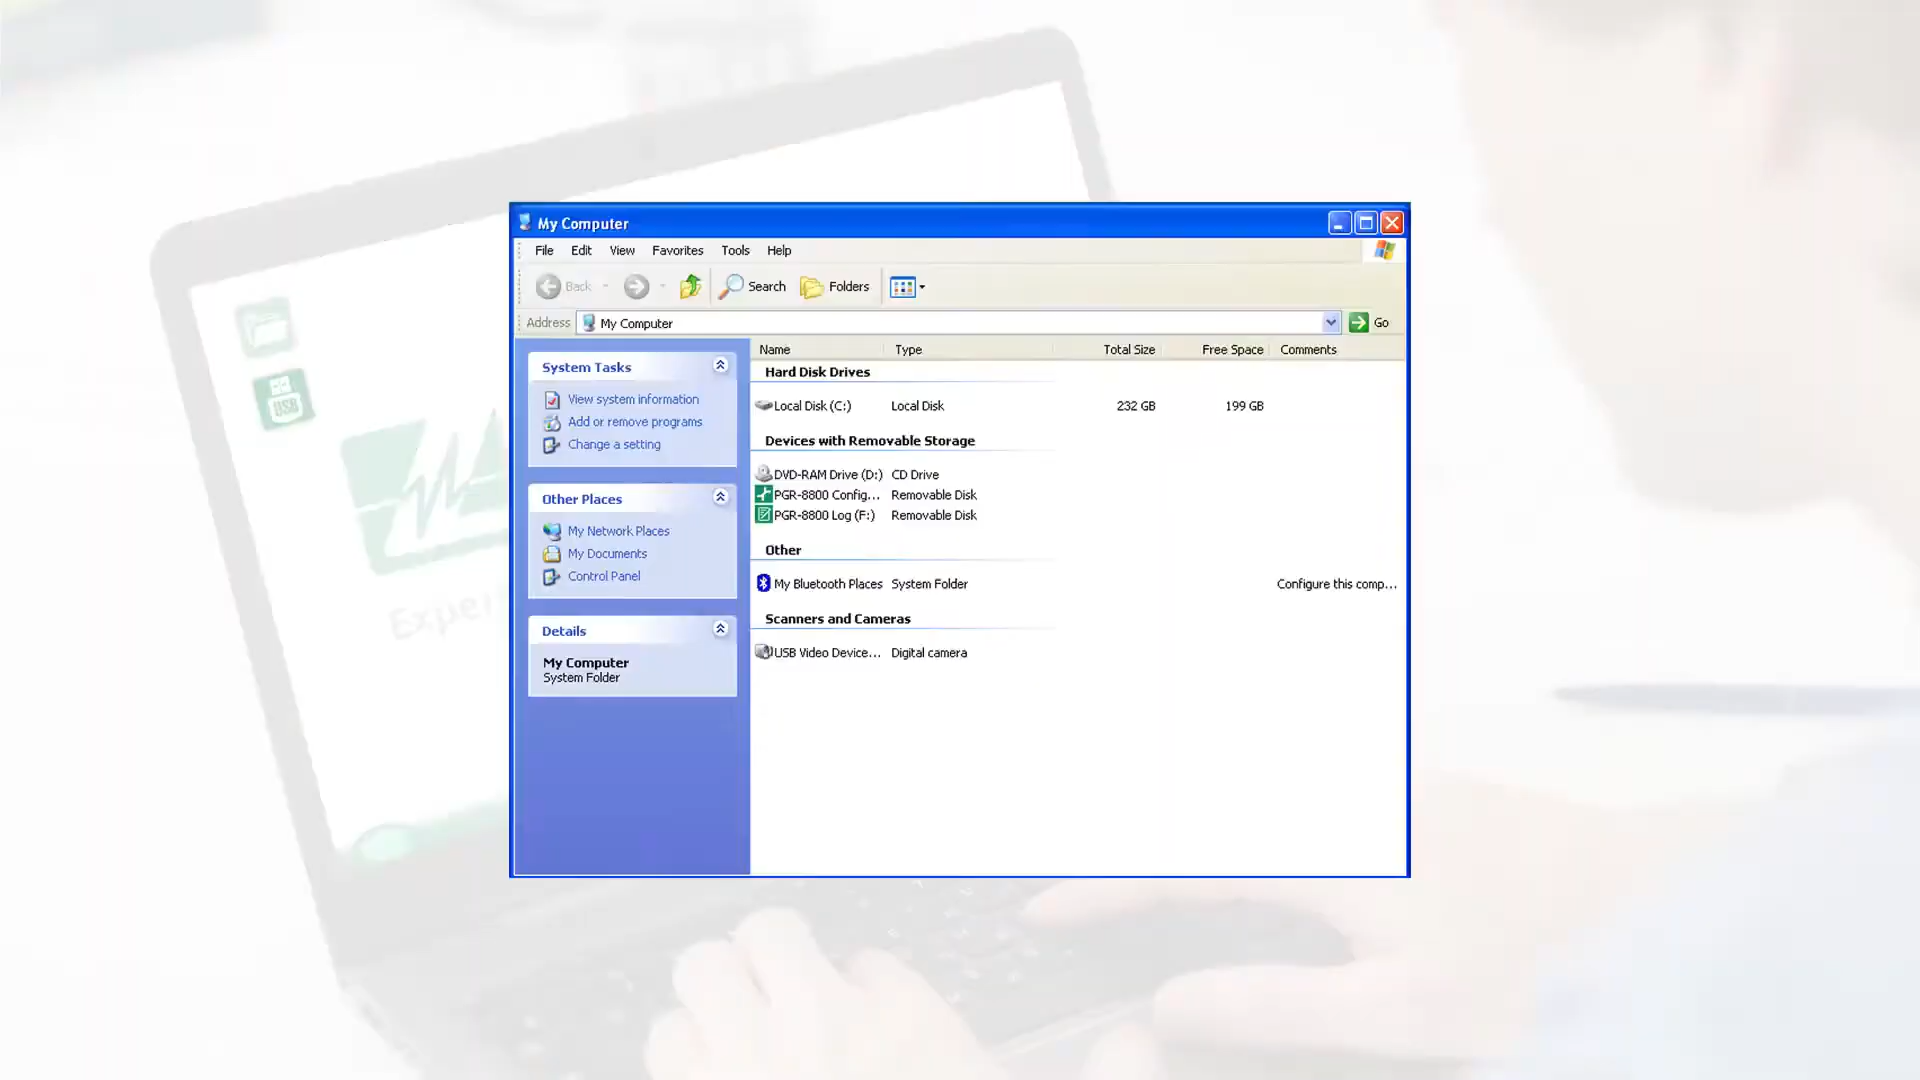 My Computer
File Edit View Favorites Tools Help
Back Search Folders
Address My Computer Go
System Tasks
View system information
Add or remove programs
Change a setting
Other Places
My Network Places
My Documents
Control Panel
Details
My Computer
System Folder
Name Type Total Size Free Space Comments
Hard Disk Drives
Local Disk (C:) Local Disk 232 GB 199 GB
Devices with Removable Storage
DVD-RAM Drive (D:) CD Drive
PGR-8800 Config... Removable Disk
PGR-8800 Log (F:) Removable Disk
Other
My Bluetooth Places System Folder Configure this comp...
Scanners and Cameras
USB Video Device... Digital camera
USB